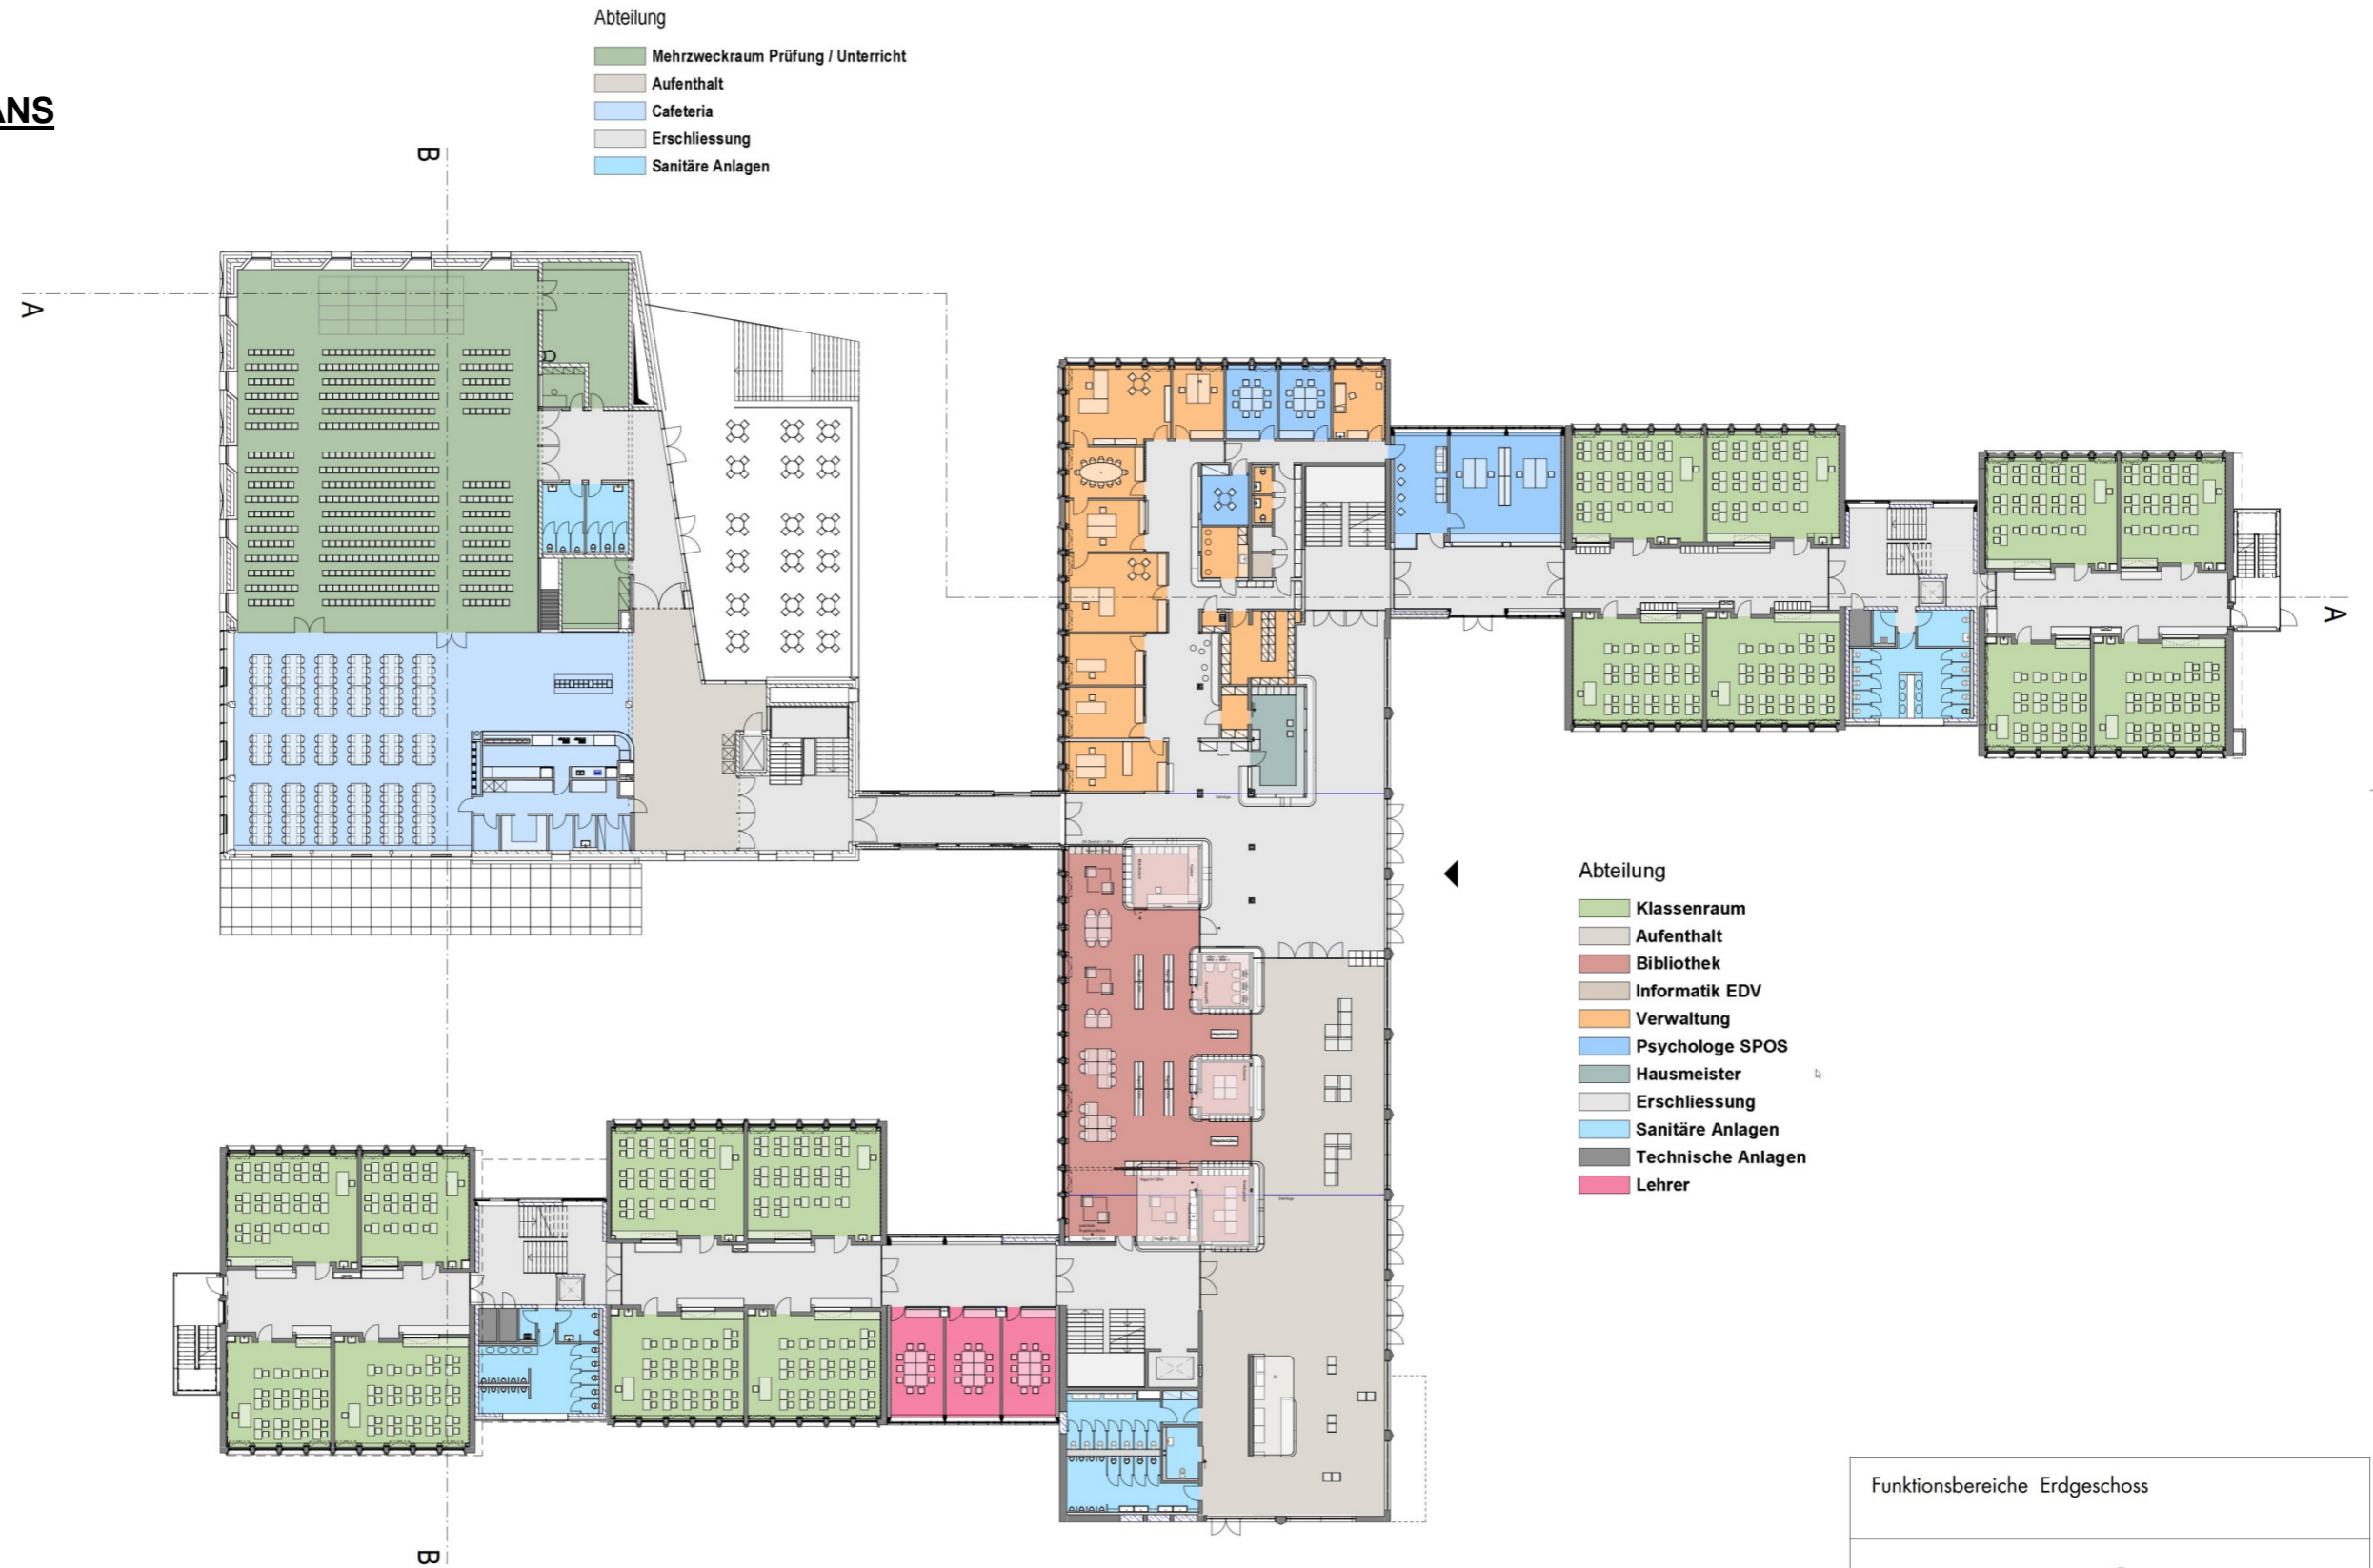 ANS
Abteilung
Mehrzweckraum Prüfung / Unterricht
Aufenthalt
Cafeteria
Erschliessung
Sanitäre Anlagen
B
A
A
Abteilung
Klassenraum
Aufenthalt
Bibliothek
Informatik EDV
Verwaltung
Psychologe SPOS
Hausmeister
Erschliessung
Sanitäre Anlagen
Technische Anlagen
Lehrer
Funktionsbereiche Erdgeschoss
B